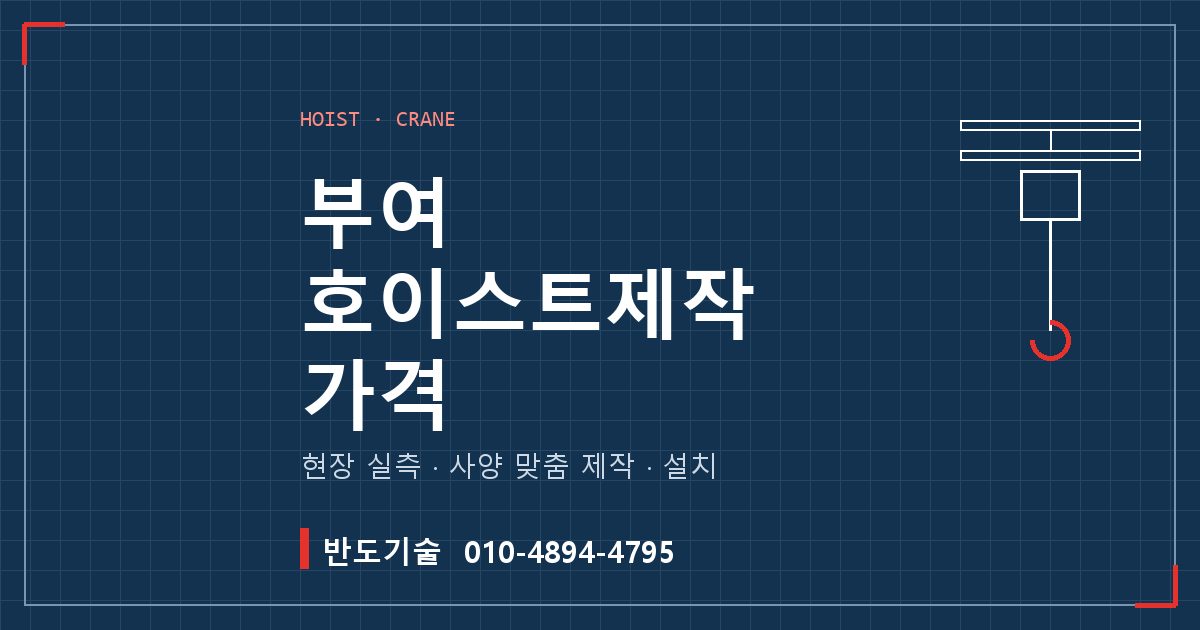 HOIST · CRANE
부여
호이스트제작
가격
현장 실측 · 사양 맞춤 제작 · 설치
반도기술 010-4894-4795